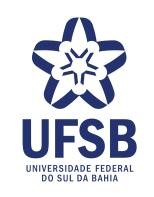 UFSB
UNIVERSIDADE FEDERAL
DO SUL DA BAHIA